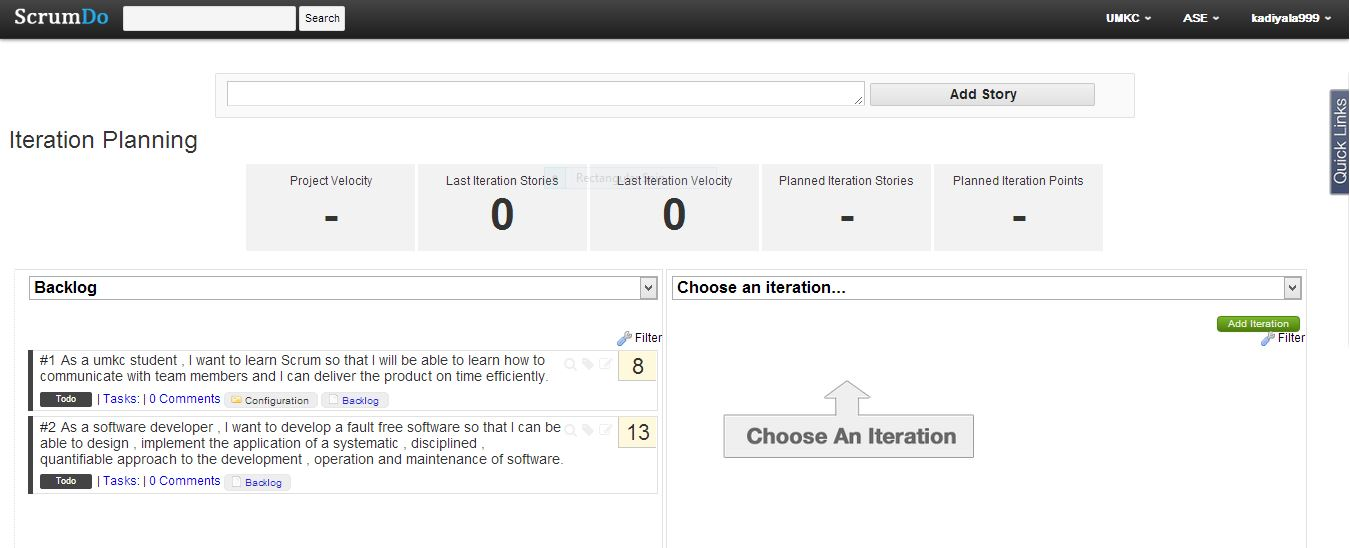 ScrumDo
Search
UMKC
ASE
kadiyala999
Add Story
Quick Links
Iteration Planning
Project Velocity
-
Last Iteration Stories
0
Last Iteration Velocity
0
Planned Iteration Stories
-
Planned Iteration Points
-
Backlog
Filter
#1 As a umkc student , I want to learn Scrum so that I will be able to learn how to
communicate with team members and I can deliver the product on time efficiently.
8
Todo | Tasks: | 0 Comments Configuration Backlog
#2 As a software developer , I want to develop a fault free software so that I can be
able to design , implement the application of a systematic , disciplined ,
quantifiable approach to the development , operation and maintenance of software.
13
Todo | Tasks: | 0 Comments Backlog
Choose an iteration...
Add Iteration
Filter
Choose An Iteration